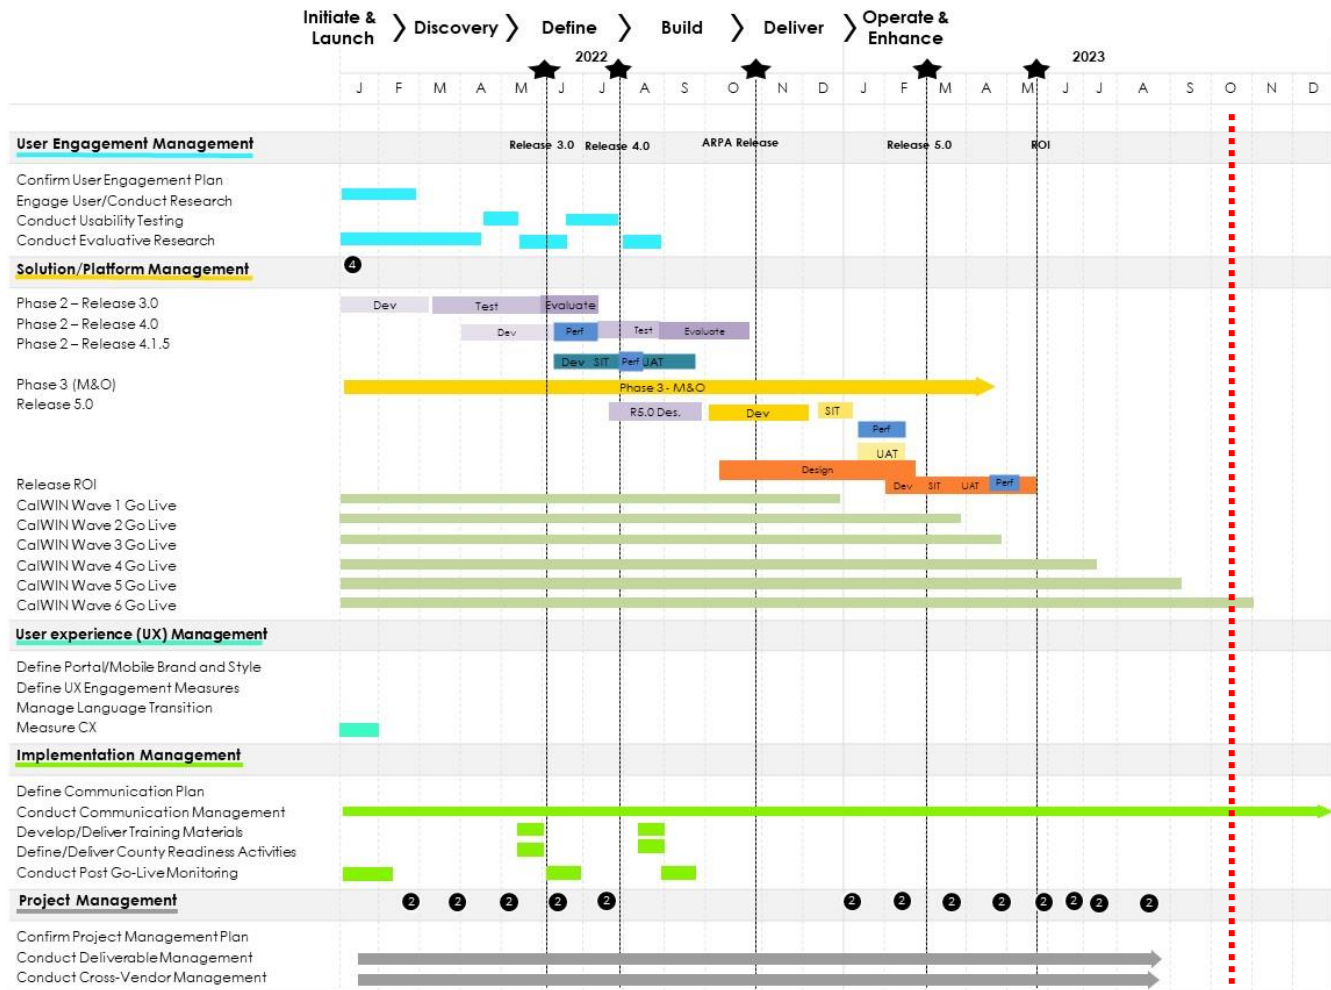 Initiate &
Launch
Discovery
Define
Build
Deliver
Operate &
Enhance
2022
2023
J F M A M J J A S O N D J F M A M J J A S O N D
User Engagement Management
Release 3.0
Release 4.0
ARPA Release
Release 5.0
ROI
Confirm User Engagement Plan
Engage User/Conduct Research
Conduct Usability Testing
Conduct Evaluative Research
Solution/Platform Management
4
Phase 2 – Release 3.0
Dev Test Evaluate
Phase 2 – Release 4.0
Dev Perf Test Evaluate
Phase 2 – Release 4.1.5
Dev SIT Perf UAT
Phase 3 (M&O)
Phase 3 - M&O
Release 5.0
R5.0 Des. Dev SIT
Perf
UAT
Design
Release ROI
Dev SIT UAT Perf
CalWIN Wave 1 Go Live
CalWIN Wave 2 Go Live
CalWIN Wave 3 Go Live
CalWIN Wave 4 Go Live
CalWIN Wave 5 Go Live
CalWIN Wave 6 Go Live
User experience (UX) Management
Define Portal/Mobile Brand and Style
Define UX Engagement Measures
Manage Language Transition
Measure CX
Implementation Management
Define Communication Plan
Conduct Communication Management
Develop/Deliver Training Materials
Define/Deliver County Readiness Activities
Conduct Post Go-Live Monitoring
Project Management
2 2 2 2 2 2 2 2 2 2 2 2 2
Confirm Project Management Plan
Conduct Deliverable Management
Conduct Cross-Vendor Management